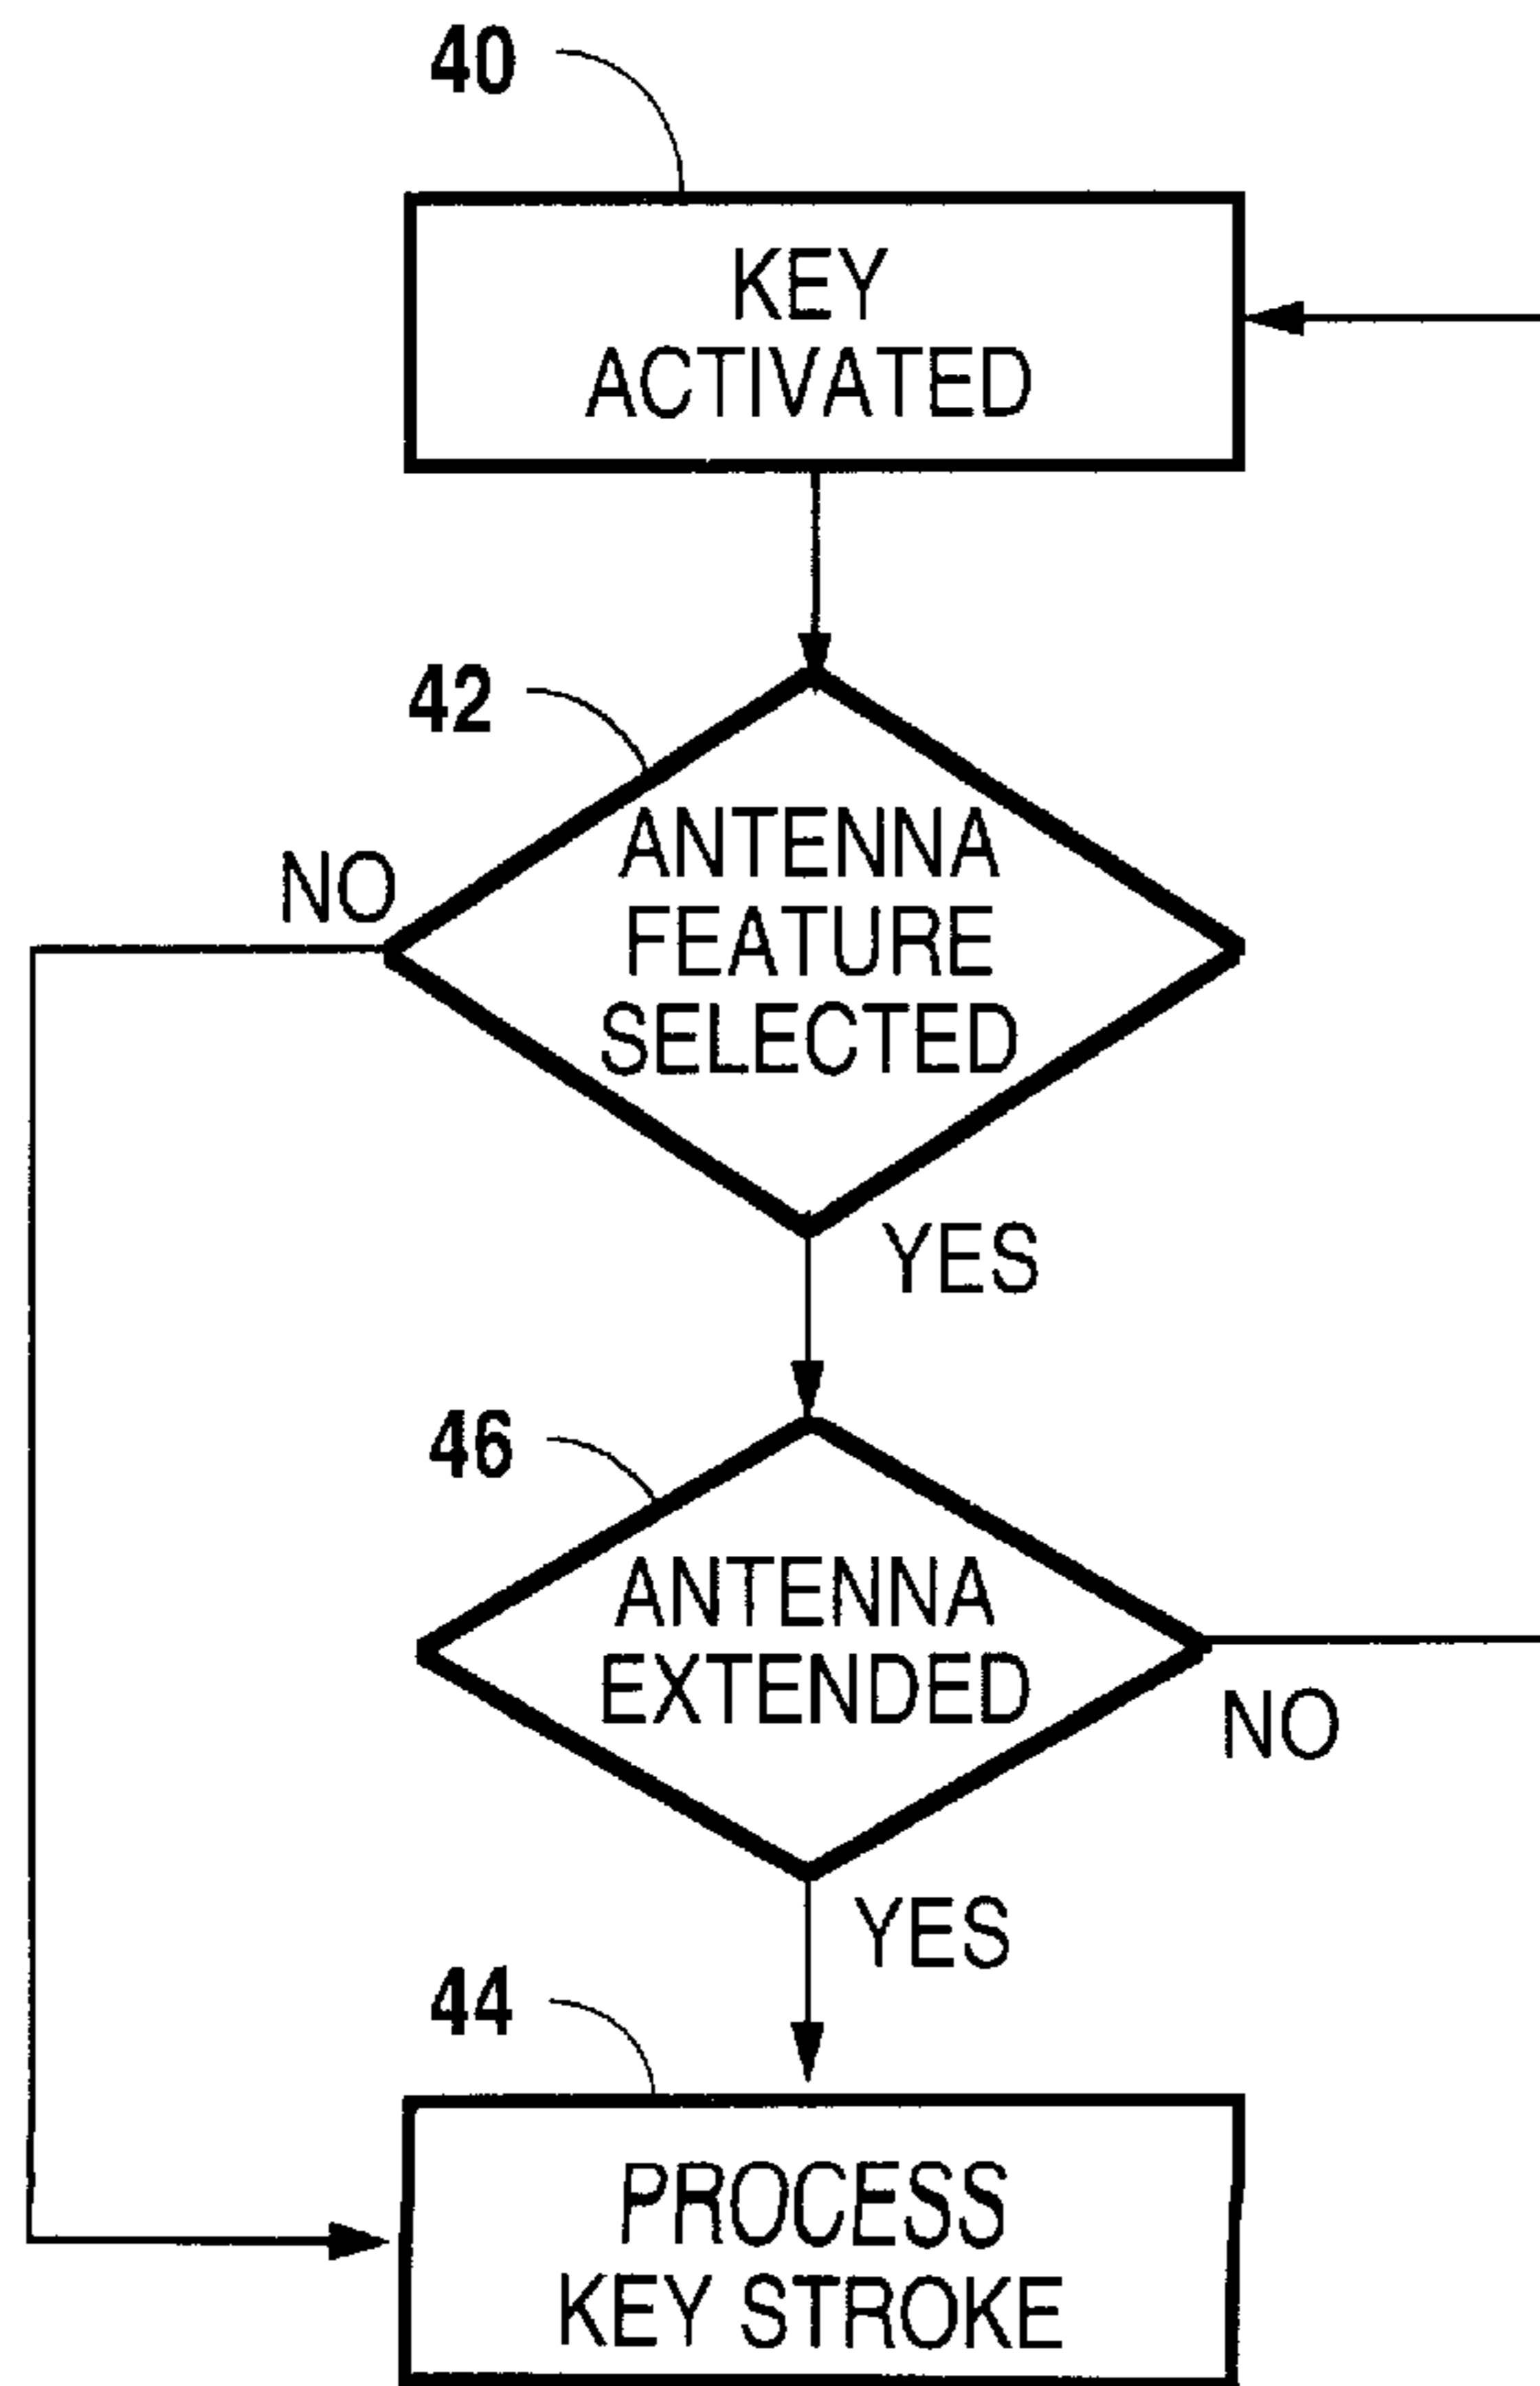 40
KEY
ACTIVATED
42
ANTENNA
FEATURE
SELECTED
NO
YES
46
ANTENNA
EXTENDED
NO
YES
44
PROCESS
KEY STROKE